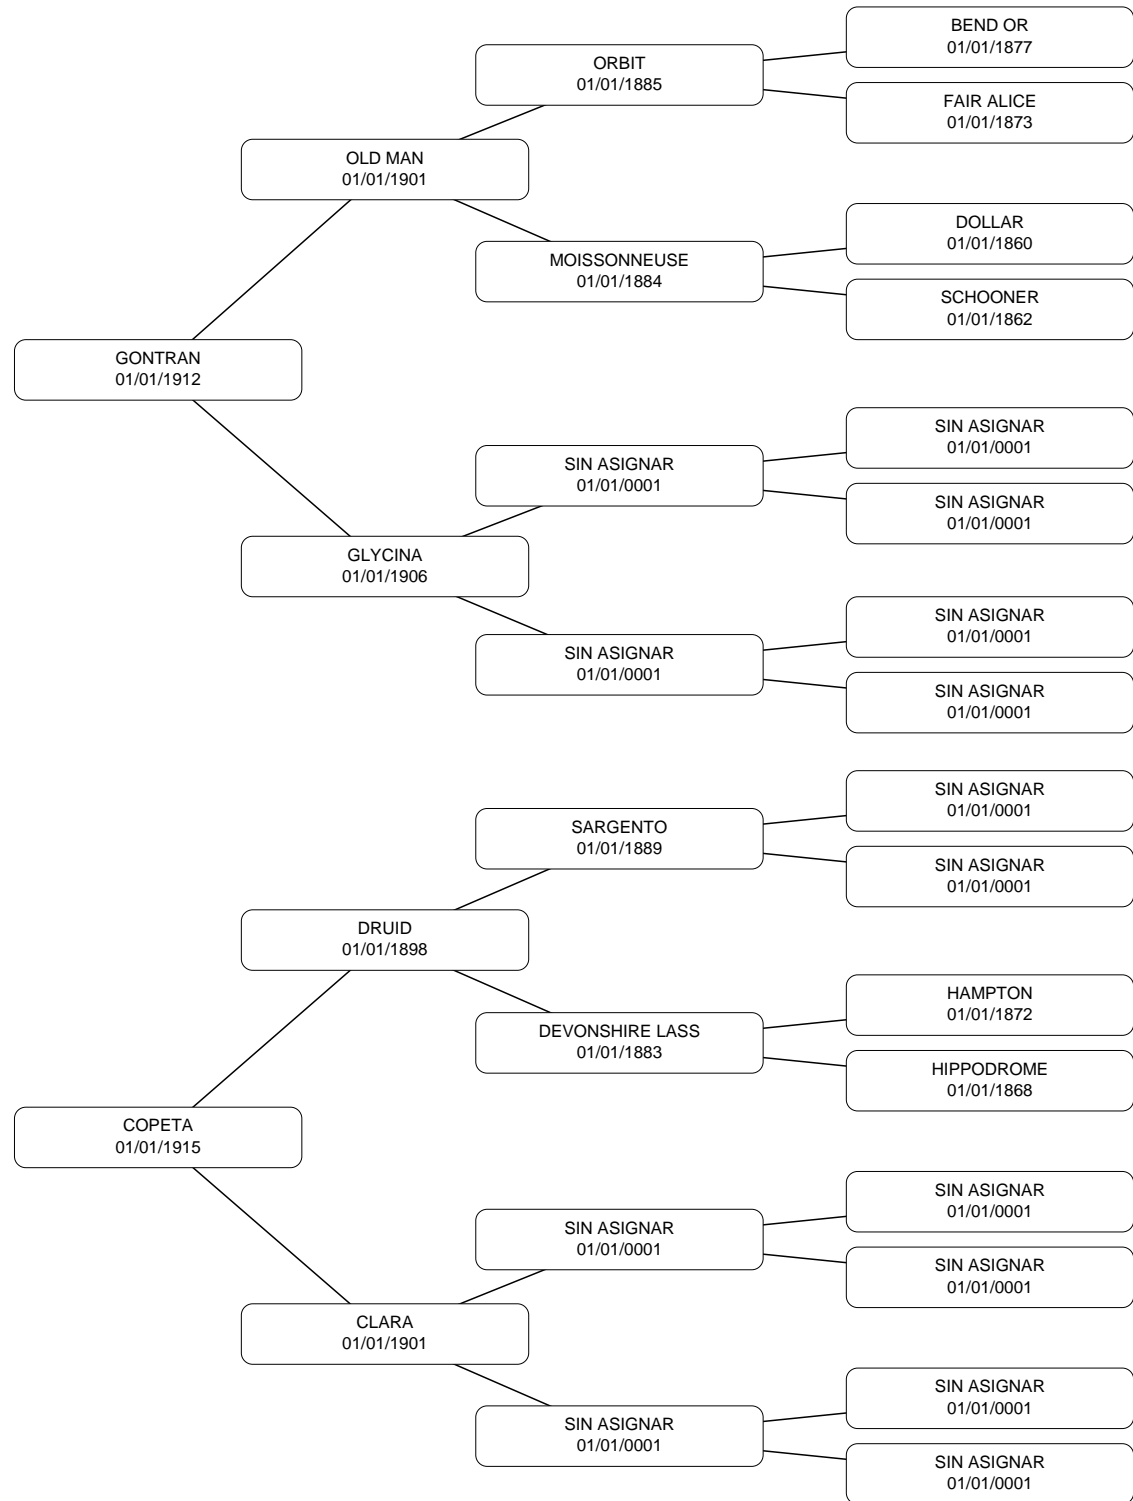 BEND OR
01/01/1877
ORBIT
01/01/1885
FAIR ALICE
01/01/1873
OLD MAN
01/01/1901
DOLLAR
01/01/1860
MOISSONNEUSE
01/01/1884
SCHOONER
01/01/1862
GONTRAN
01/01/1912
SIN ASIGNAR
01/01/0001
SIN ASIGNAR
01/01/0001
SIN ASIGNAR
01/01/0001
GLYCINA
01/01/1906
SIN ASIGNAR
01/01/0001
SIN ASIGNAR
01/01/0001
SIN ASIGNAR
01/01/0001
SIN ASIGNAR
01/01/0001
SARGENTO
01/01/1889
SIN ASIGNAR
01/01/0001
DRUID
01/01/1898
HAMPTON
01/01/1872
DEVONSHIRE LASS
01/01/1883
HIPPODROME
01/01/1868
COPETA
01/01/1915
SIN ASIGNAR
01/01/0001
SIN ASIGNAR
01/01/0001
SIN ASIGNAR
01/01/0001
CLARA
01/01/1901
SIN ASIGNAR
01/01/0001
SIN ASIGNAR
01/01/0001
SIN ASIGNAR
01/01/0001